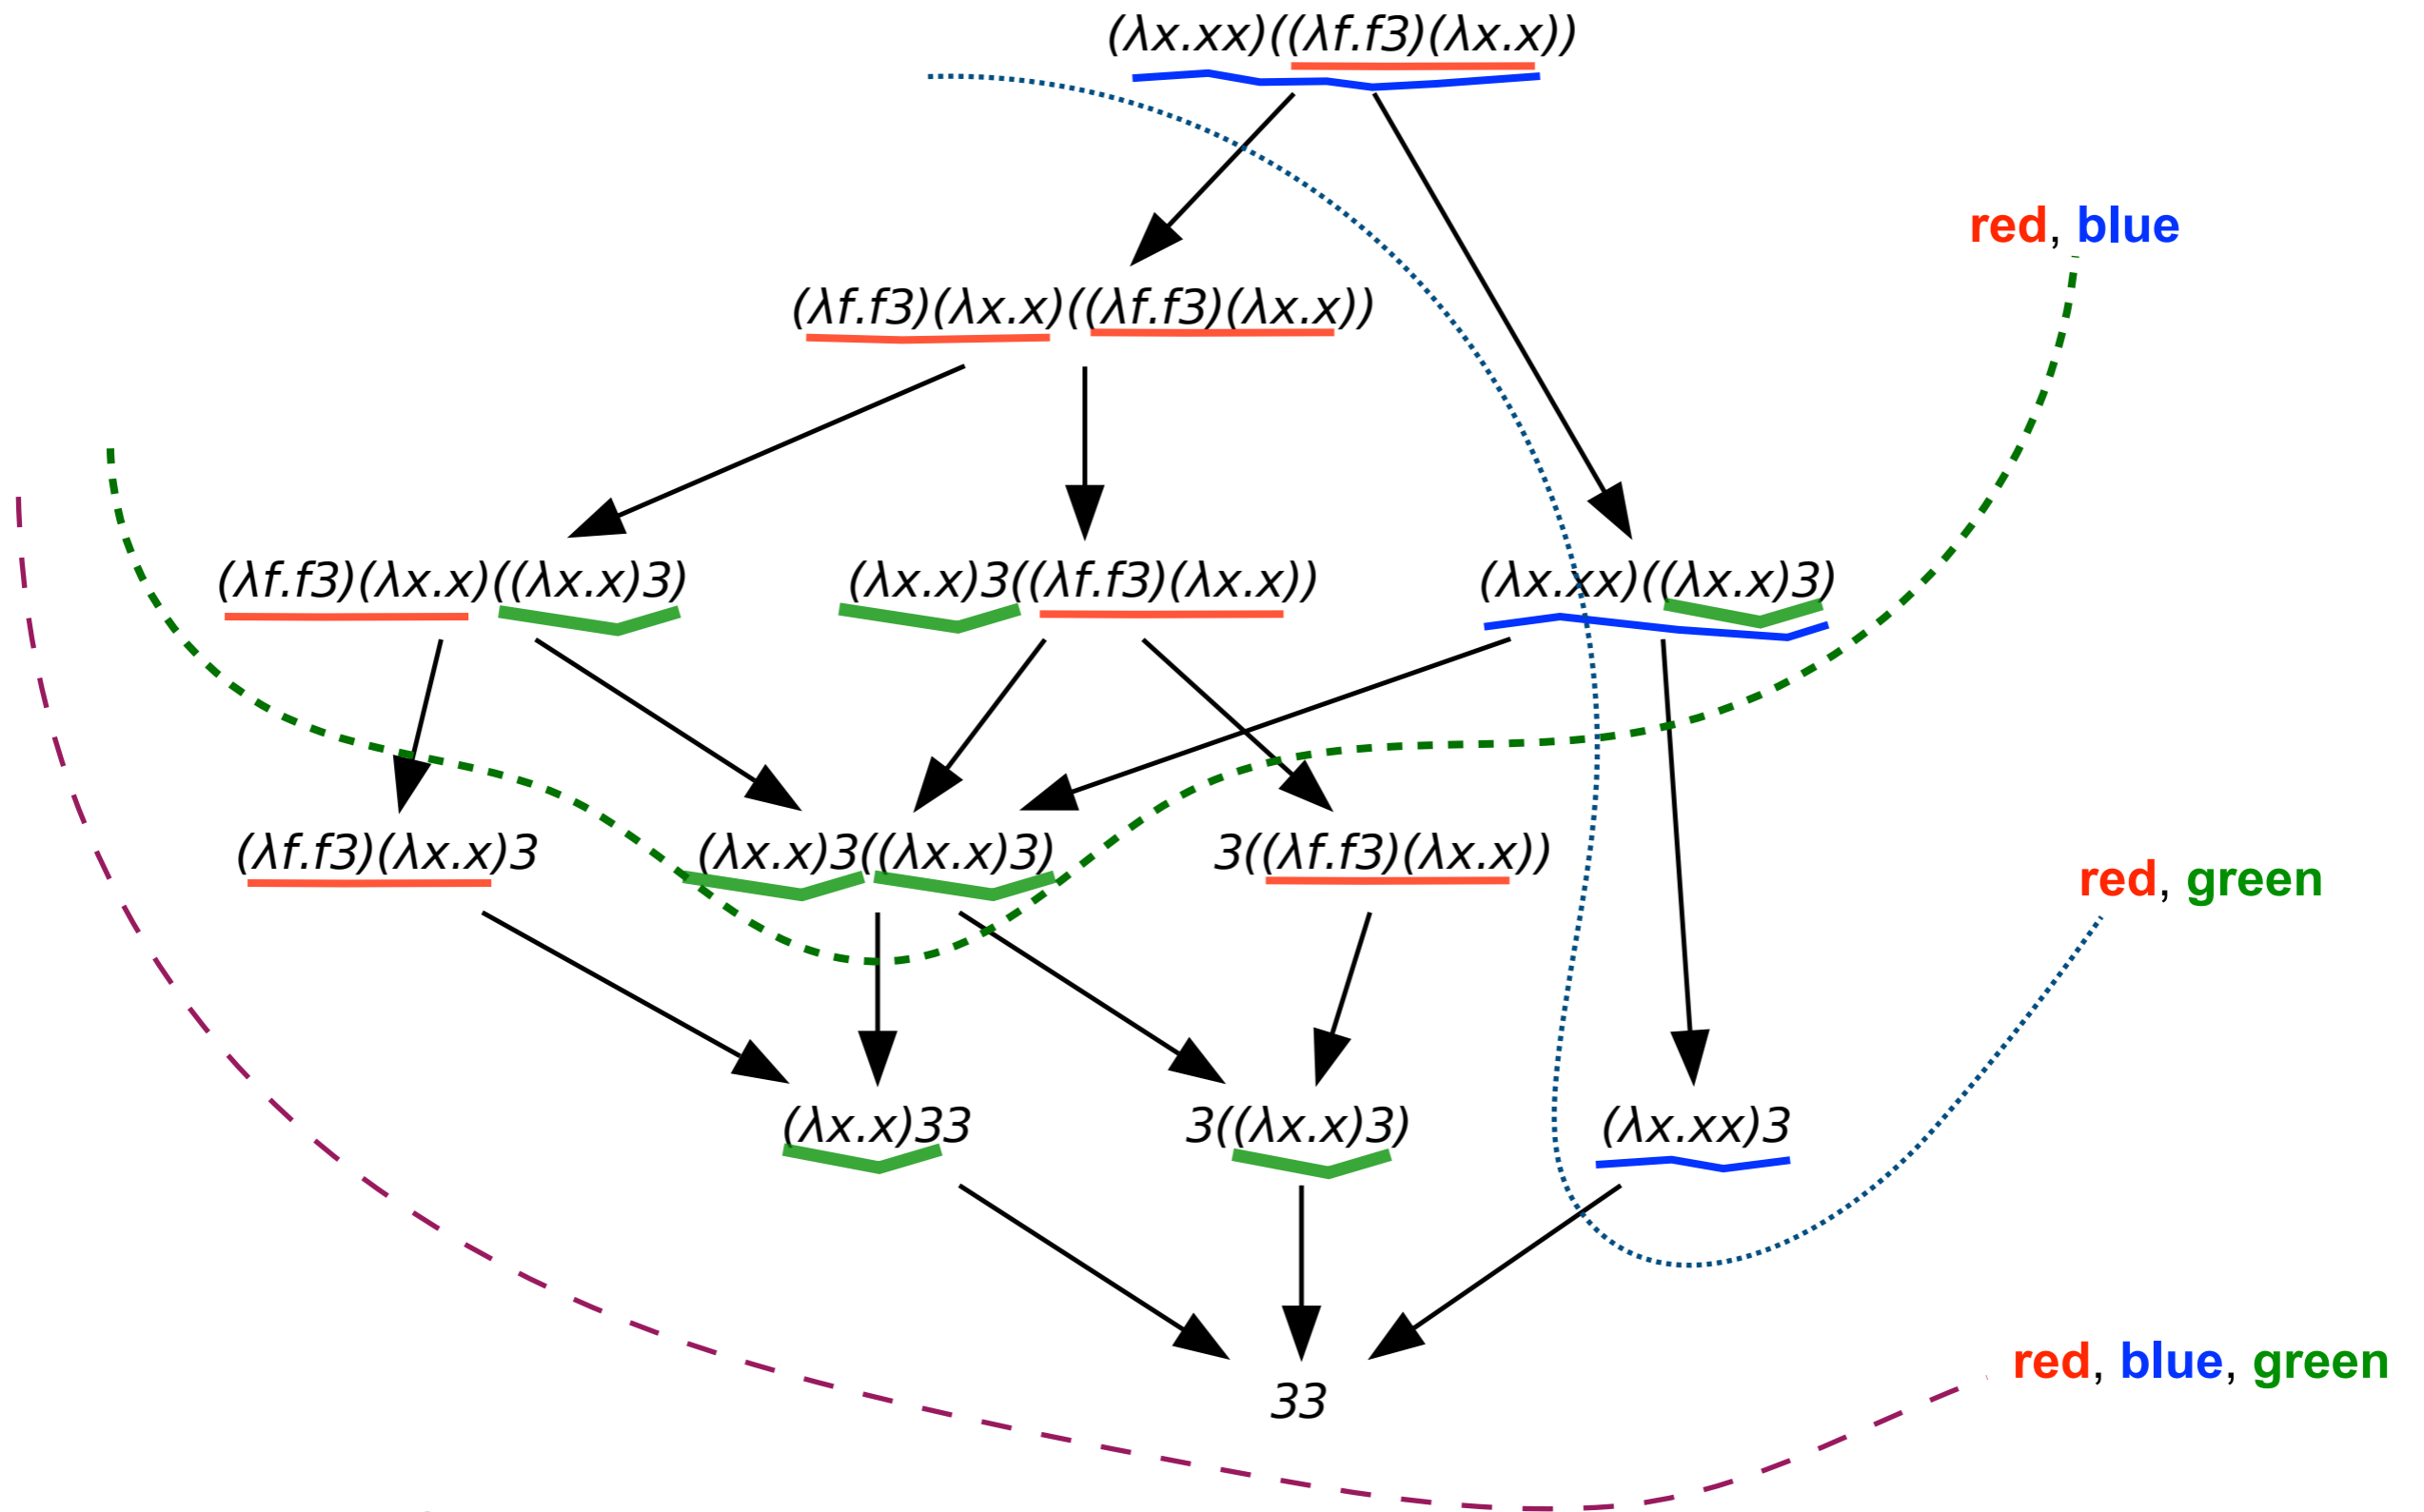 (λx.xx)((λf.f3)(λx.x))
red, blue
(λf.f3)(λx.x)((λf.f3)(λx.x))
(λf.f3)(λx.x)((λx.x)3)
(λx.x)3((λf.f3)(λx.x))
(λx.xx)((λx.x)3)
(λf.f3)(λx.x)3
(λx.x)3((λx.x)3)
3((λf.f3)(λx.x))
red, green
(λx.x)33
3((λx.x)3)
(λx.xx)3
red, blue, green
33